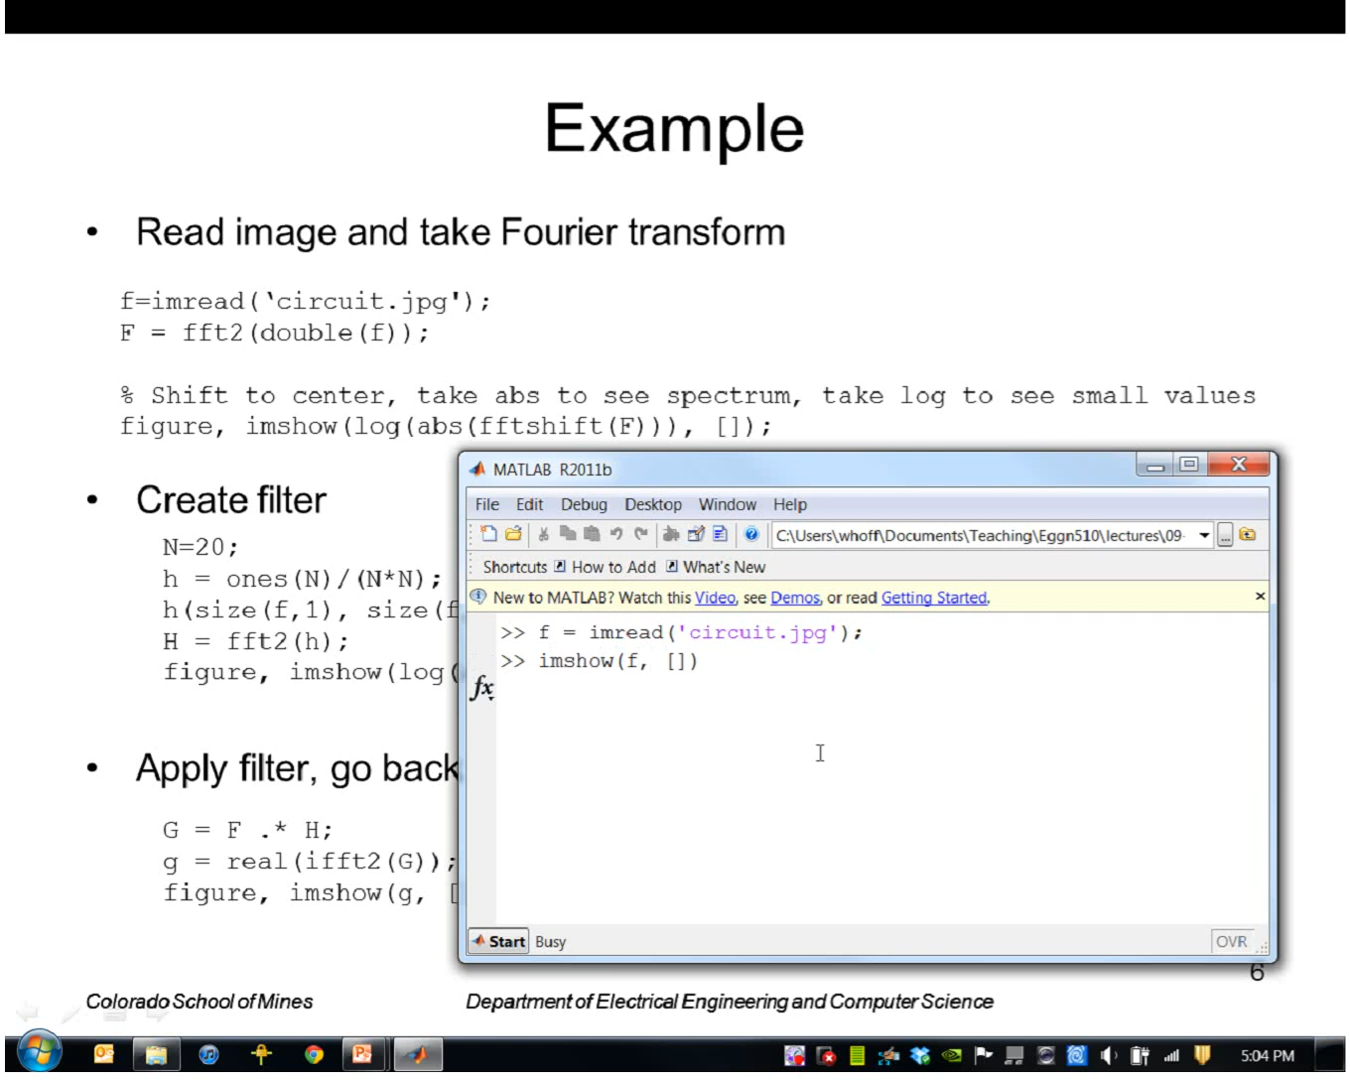 Example
• Read image and take Fourier transform
f=imread('circuit.jpg');
F = fft2(double(f));
% Shift to center, take abs to see spectrum, take log to see small values
figure, imshow(log(abs(fftshift(F))), []);
• Create filter
N=20;
h = ones(N)/(N*N);
h(size(f,1), size(f
H = fft2(h);
figure, imshow(log(
• Apply filter, go back
G = F .* H;
g = real(ifft2(G));
figure, imshow(g, [
MATLAB R2011b
File Edit Debug Desktop Window Help
C:\Users\whoff\Documents\Teaching\Eggn510\lectures\09-
...
Shortcuts How to Add What's New
New to MATLAB? Watch this Video, see Demos, or read Getting Started.
>> f = imread('circuit.jpg');
>> imshow(f, [])
fx
Start Busy
OVR
6
Colorado School of Mines
Department of Electrical Engineering and Computer Science
5:04 PM